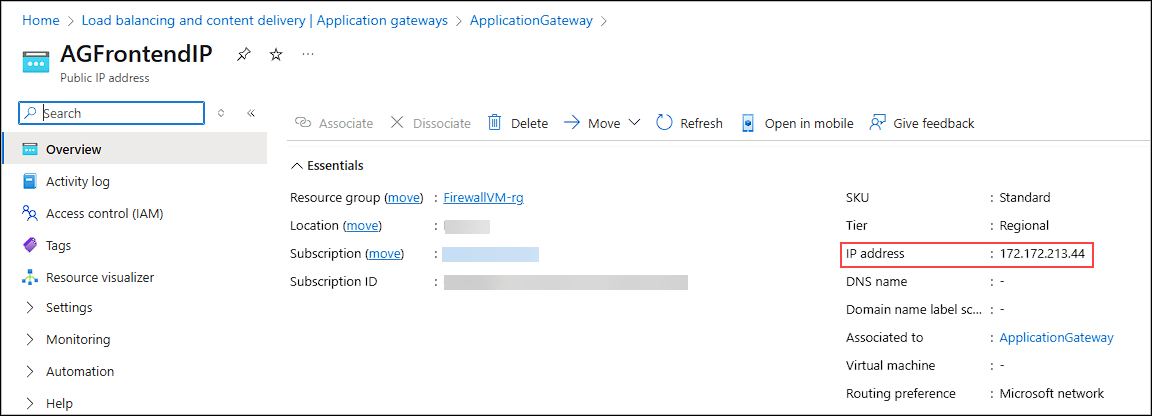 Home > Load balancing and content delivery | Application gateways > ApplicationGateway >
AGFrontendIP
Public IP address
Search
Overview
Activity log
Access control (IAM)
Tags
Resource visualizer
Settings
Monitoring
Automation
Help
Associate Dissociate Delete Move Refresh Open in mobile Give feedback
Essentials
Resource group (move) : FirewallVM-rg
Location (move) :
Subscription (move) :
Subscription ID :
SKU : Standard
Tier : Regional
IP address : 172.172.213.44
DNS name : -
Domain name label sc... : -
Associated to : ApplicationGateway
Virtual machine : -
Routing preference : Microsoft network